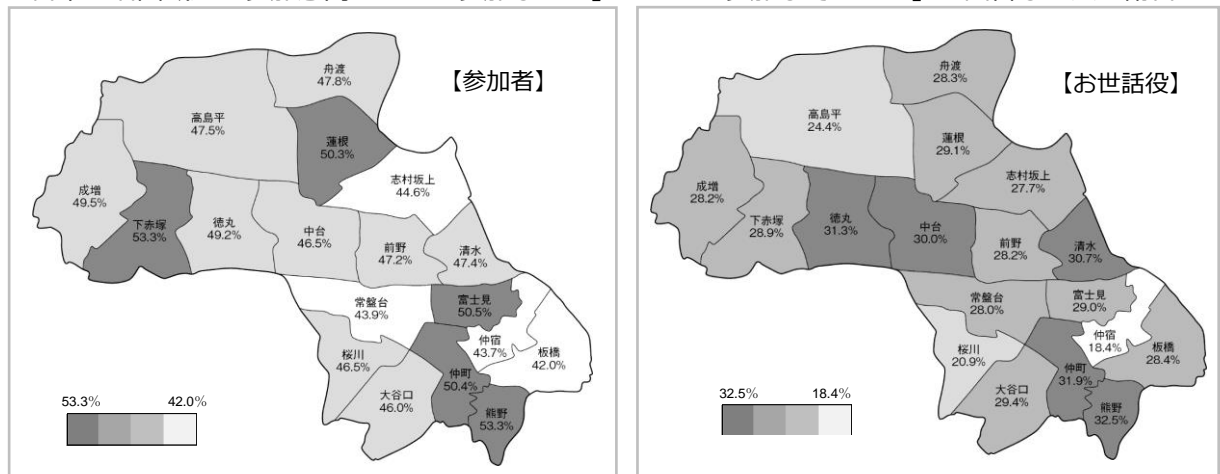 【参加者】
舟渡
47.8%
高島平
47.5%
蓮根
50.3%
志村坂上
44.6%
成増
49.5%
下赤塚
53.3%
徳丸
49.2%
中台
46.5%
前野
47.2%
清水
47.4%
常盤台
43.9%
富士見
50.5%
仲宿
43.7%
板橋
42.0%
桜川
46.5%
大谷口
46.0%
仲町
50.4%
熊野
53.3%
53.3%
42.0%
【お世話役】
舟渡
28.3%
高島平
24.4%
蓮根
29.1%
志村坂上
27.7%
成増
28.2%
下赤塚
28.9%
徳丸
31.3%
中台
30.0%
前野
28.2%
清水
30.7%
常盤台
28.0%
富士見
29.0%
仲宿
18.4%
板橋
28.4%
桜川
20.9%
大谷口
29.4%
仲町
31.9%
熊野
32.5%
32.5%
18.4%